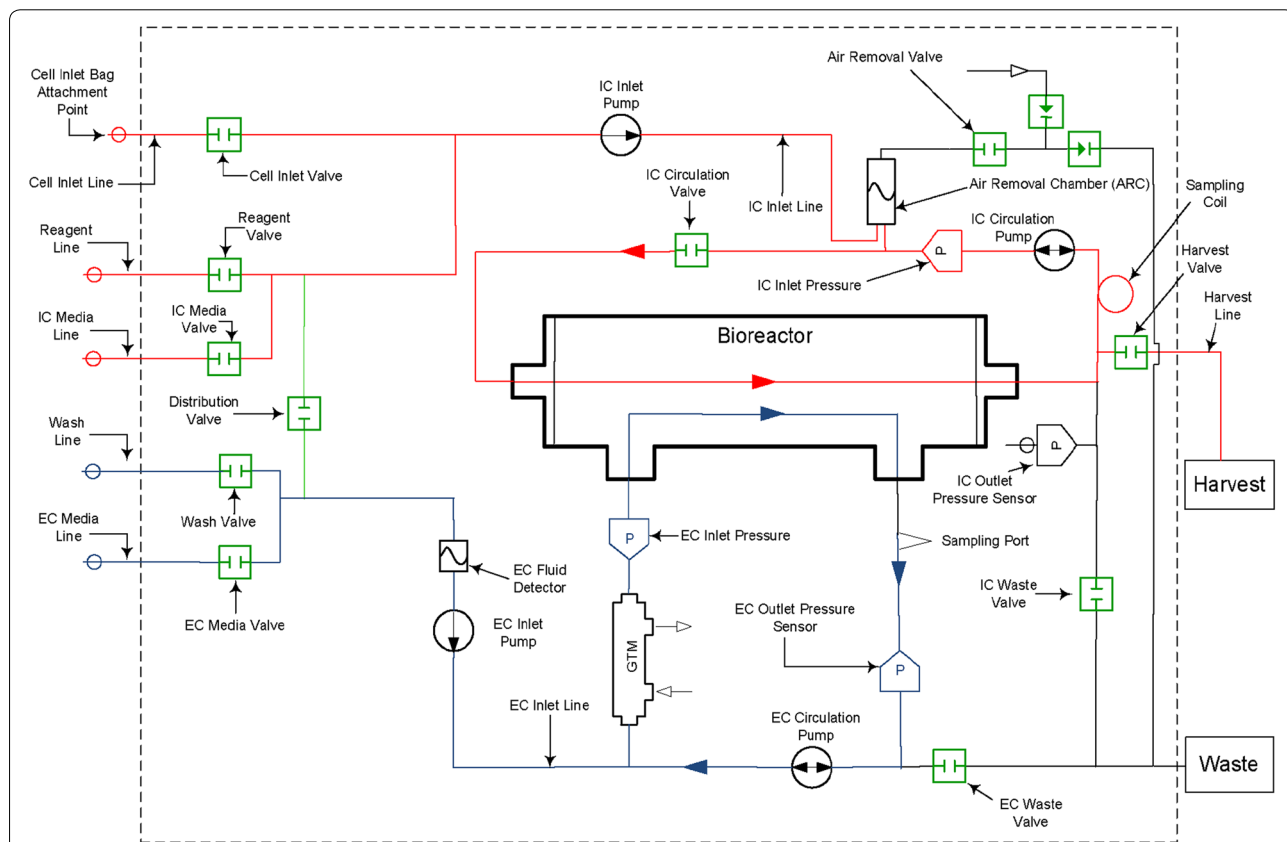 Cell Inlet Bag
Attachment
Point
Cell Inlet Line
Cell Inlet Valve
IC Inlet
Pump
IC Inlet Line
Air Removal Valve
Air Removal Chamber (ARC)
IC Circulation
Valve
IC Circulation
Pump
P
IC Inlet Pressure
Sampling
Coil
Harvest
Valve
Harvest
Line
Reagent
Line
Reagent
Valve
IC Media
Line
IC Media
Valve
Distribution
Valve
Bioreactor
Wash
Line
Wash Valve
EC Media
Line
EC Media Valve
EC Fluid
Detector
EC Inlet
Pump
P
EC Inlet Pressure
GTM
EC Inlet Line
P
IC Outlet
Pressure Sensor
Harvest
Sampling Port
IC Waste
Valve
EC Outlet Pressure
Sensor
P
EC Circulation
Pump
EC Waste
Valve
Waste